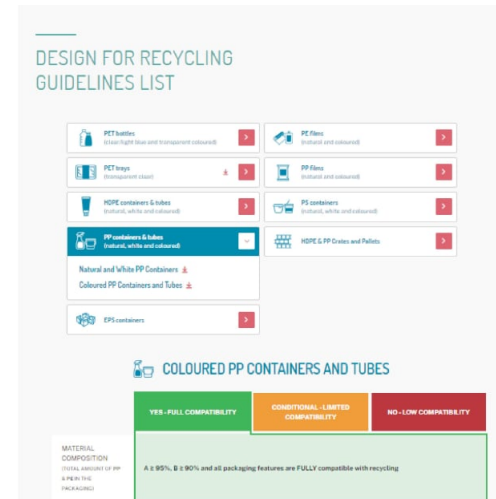 DESIGN FOR RECYCLING
GUIDELINES LIST
PET bottles
(clear/light blue and transparent coloured)
PE films
(natural and coloured)
PET trays
(transparent clear)
PP films
(natural and coloured)
HDPE containers & tubes
(natural, white and coloured)
PS containers
(natural, white and coloured)
PP containers & tubes
(natural, white and coloured)
HDPE & PP Crates and Pallets
Natural and White PP Containers
Coloured PP Containers and Tubes
EPS containers
COLOURED PP CONTAINERS AND TUBES
YES - FULL COMPATIBILITY
CONDITIONAL - LIMITED
COMPATIBILITY
NO - LOW COMPATIBILITY
MATERIAL
COMPOSITION
(TOTAL AMOUNT OF PP
& PE IN THE
PACKAGING)
A ≥ 95%, B ≥ 90% and all packaging features are FULLY compatible with recycling